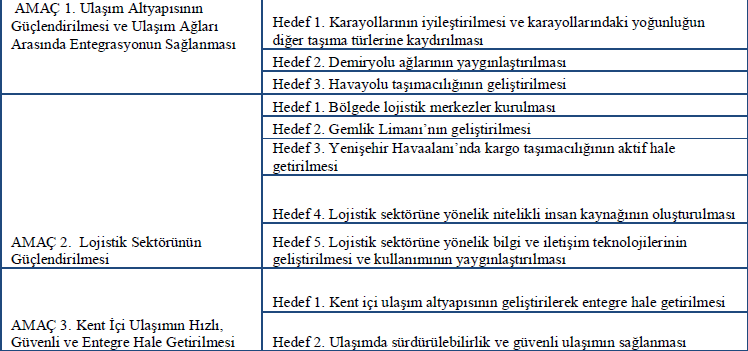 AMAÇ 1. Ulaşım Altyapısının
Güçlendirilmesi ve Ulaşım Ağları
Arasında Entegrasyonun Sağlanması
Hedef 1. Karayollarının iyileştirilmesi ve karayollarındaki yoğunluğun
diğer taşıma türlerine kaydırılması
Hedef 2. Demiryolu ağlarının yaygınlaştırılması
Hedef 3. Havayolu taşımacılığının geliştirilmesi
AMAÇ 2.  Lojistik Sektörünün
Güçlendirilmesi
Hedef 1. Bölgede lojistik merkezler kurulması
Hedef 2. Gemlik Limanı’nın geliştirilmesi
Hedef 3. Yenişehir Havaalanı’nda kargo taşımacılığının aktif hale
getirilmesi
Hedef 4. Lojistik sektörüne yönelik nitelikli insan kaynağının oluşturulması
Hedef 5. Lojistik sektörüne yönelik bilgi ve iletişim teknolojilerinin
geliştirilmesi ve kullanımının yaygınlaştırılması
AMAÇ 3. Kent İçi Ulaşımın Hızlı,
Güvenli ve Entegre Hale Getirilmesi
Hedef 1. Kent içi ulaşım altyapısının geliştirilerek entegre hale getirilmesi
Hedef 2. Ulaşımda sürdürülebilirlik ve güvenli ulaşımın sağlanması